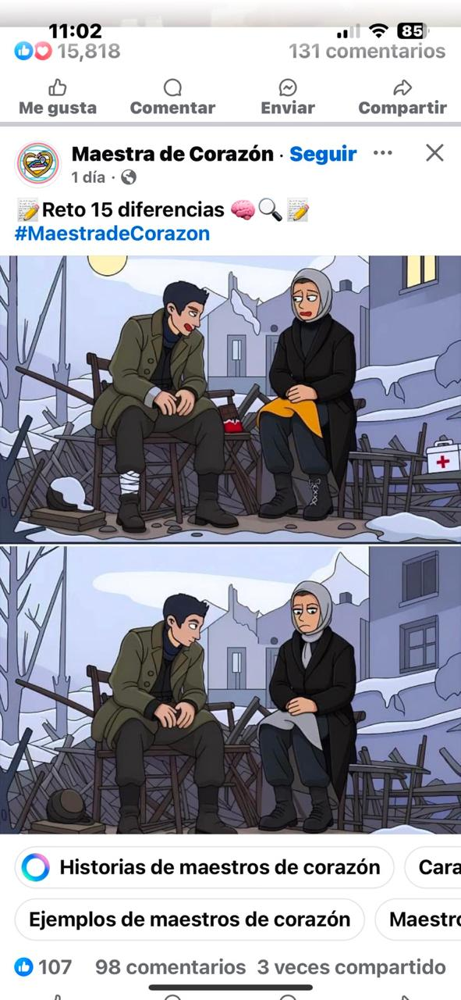 11:02
85
15,818
131 comentarios
Me gusta
Comentar
Enviar
Compartir
Maestra de Corazón · Seguir
1 día ·
Reto 15 diferencias
#MaestradeCorazon
Historias de maestros de corazón
Cara
Ejemplos de maestros de corazón
Maestro
107
98 comentarios
3 veces compartido